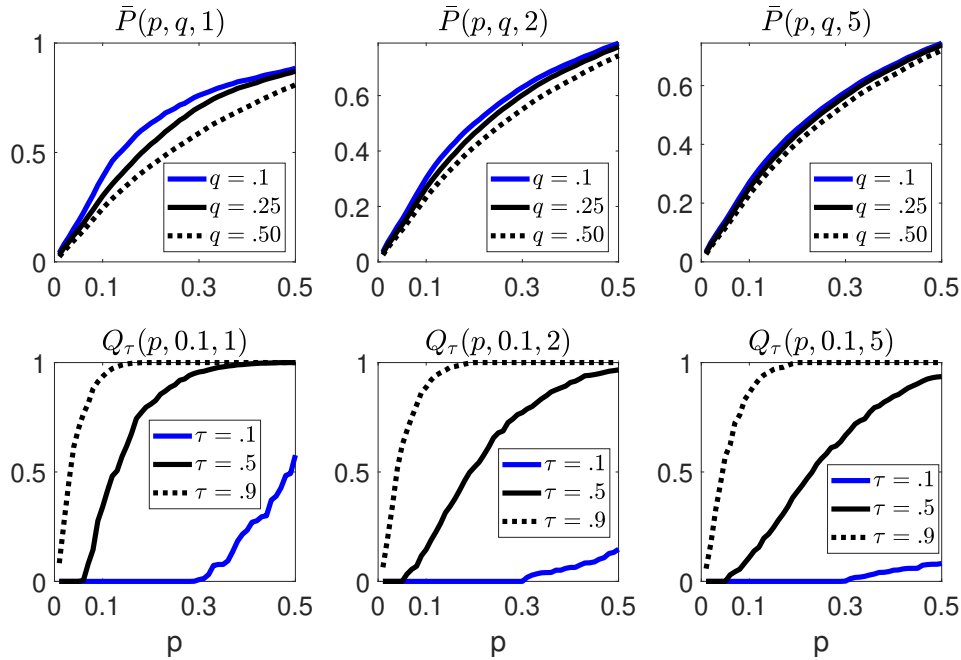 P̄(p, q, 1)
1
0.5
0
0
0.1
0.3
0.5
q = .1
q = .25
q = .50
P̄(p, q, 2)
0.6
0.4
0.2
0
0
0.1
0.3
0.5
q = .1
q = .25
q = .50
P̄(p, q, 5)
0.6
0.4
0.2
0
0
0.1
0.3
0.5
q = .1
q = .25
q = .50
Q_τ(p, 0.1, 1)
1
0.5
0
0
0.1
0.3
0.5
τ = .1
τ = .5
τ = .9
p
Q_τ(p, 0.1, 2)
1
0.5
0
0
0.1
0.3
0.5
τ = .1
τ = .5
τ = .9
p
Q_τ(p, 0.1, 5)
1
0.5
0
0
0.1
0.3
0.5
τ = .1
τ = .5
τ = .9
p